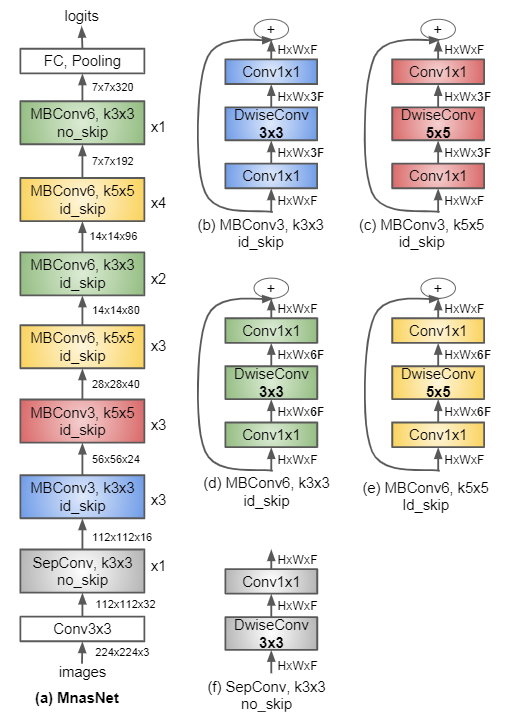 logits
FC, Pooling
7x7x320
MBConv6, k3x3
no_skip
x1
7x7x192
MBConv6, k5x5
id_skip
x4
14x14x96
MBConv6, k3x3
id_skip
x2
14x14x80
MBConv6, k5x5
id_skip
x3
28x28x40
MBConv3, k5x5
id_skip
x3
56x56x24
MBConv3, k3x3
id_skip
x3
112x112x16
SepConv, k3x3
no_skip
x1
112x112x32
Conv3x3
224x224x3
images
(a) MnasNet
+
HxWxF
Conv1x1
HxWx3F
DwiseConv
3x3
HxWx3F
Conv1x1
HxWxF
(b) MBConv3, k3x3
id_skip
+
HxWxF
Conv1x1
HxWx3F
DwiseConv
5x5
HxWx3F
Conv1x1
HxWxF
(c) MBConv3, k5x5
id_skip
+
HxWxF
Conv1x1
HxWx6F
DwiseConv
3x3
HxWx6F
Conv1x1
HxWxF
(d) MBConv6, k3x3
id_skip
+
HxWxF
Conv1x1
HxWx6F
DwiseConv
5x5
HxWx6F
Conv1x1
HxWxF
(e) MBConv6, k5x5
Id_skip
HxWxF
Conv1x1
HxWxF
DwiseConv
3x3
HxWxF
(f) SepConv, k3x3
no_skip